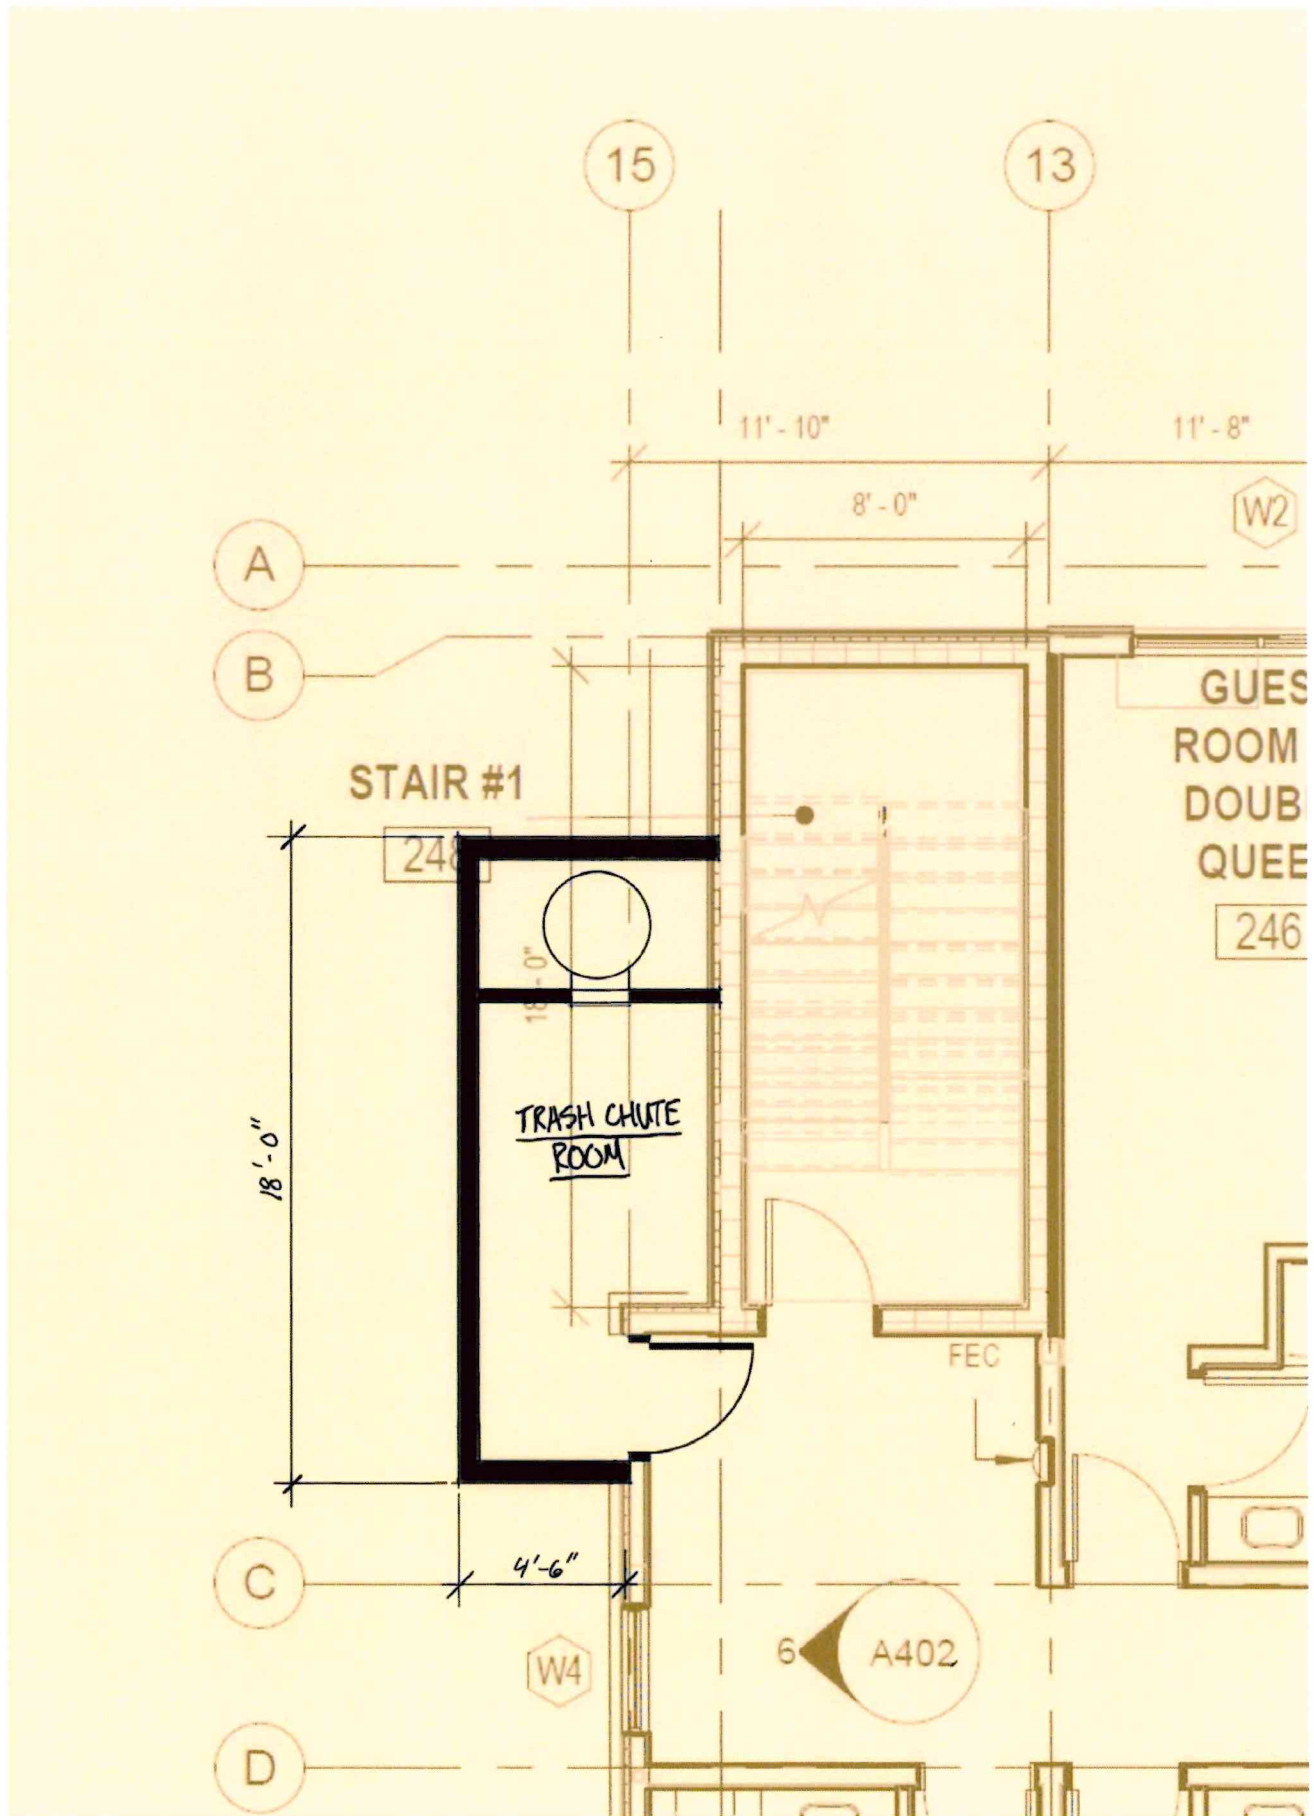 15
13
11' - 10"
11' - 8"
8' - 0"
W2
A
B
STAIR #1
GUES
ROOM
DOUB
QUEE
246
18' - 0"
18'-0"
TRASH CHUTE
ROOM
FEC
C
4'-6"
W4
6
A402
D